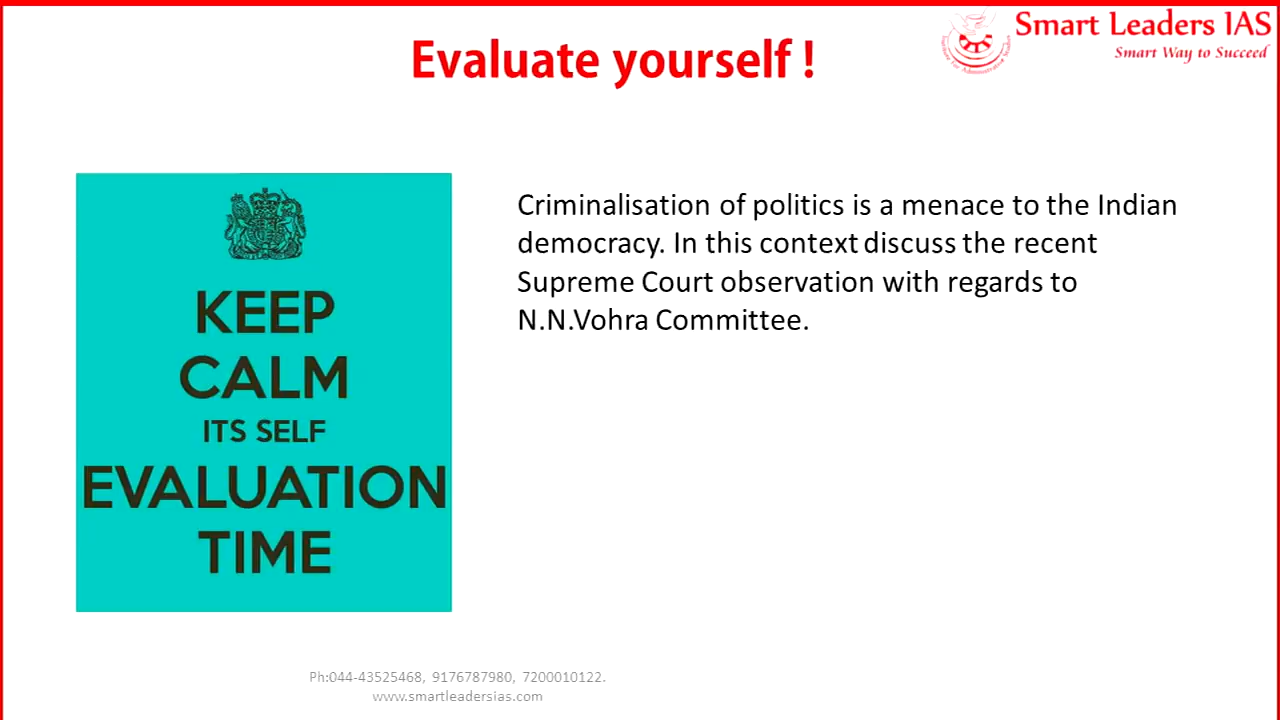 Smart Leaders IAS
Smart Way to Succeed
Evaluate yourself !
KEEP
CALM
ITS SELF
EVALUATION
TIME
Criminalisation of politics is a menace to the Indian
democracy. In this context discuss the recent
Supreme Court observation with regards to
N.N.Vohra Committee.
Ph:044-43525468, 9176787980, 7200010122.
www.smartleadersias.com